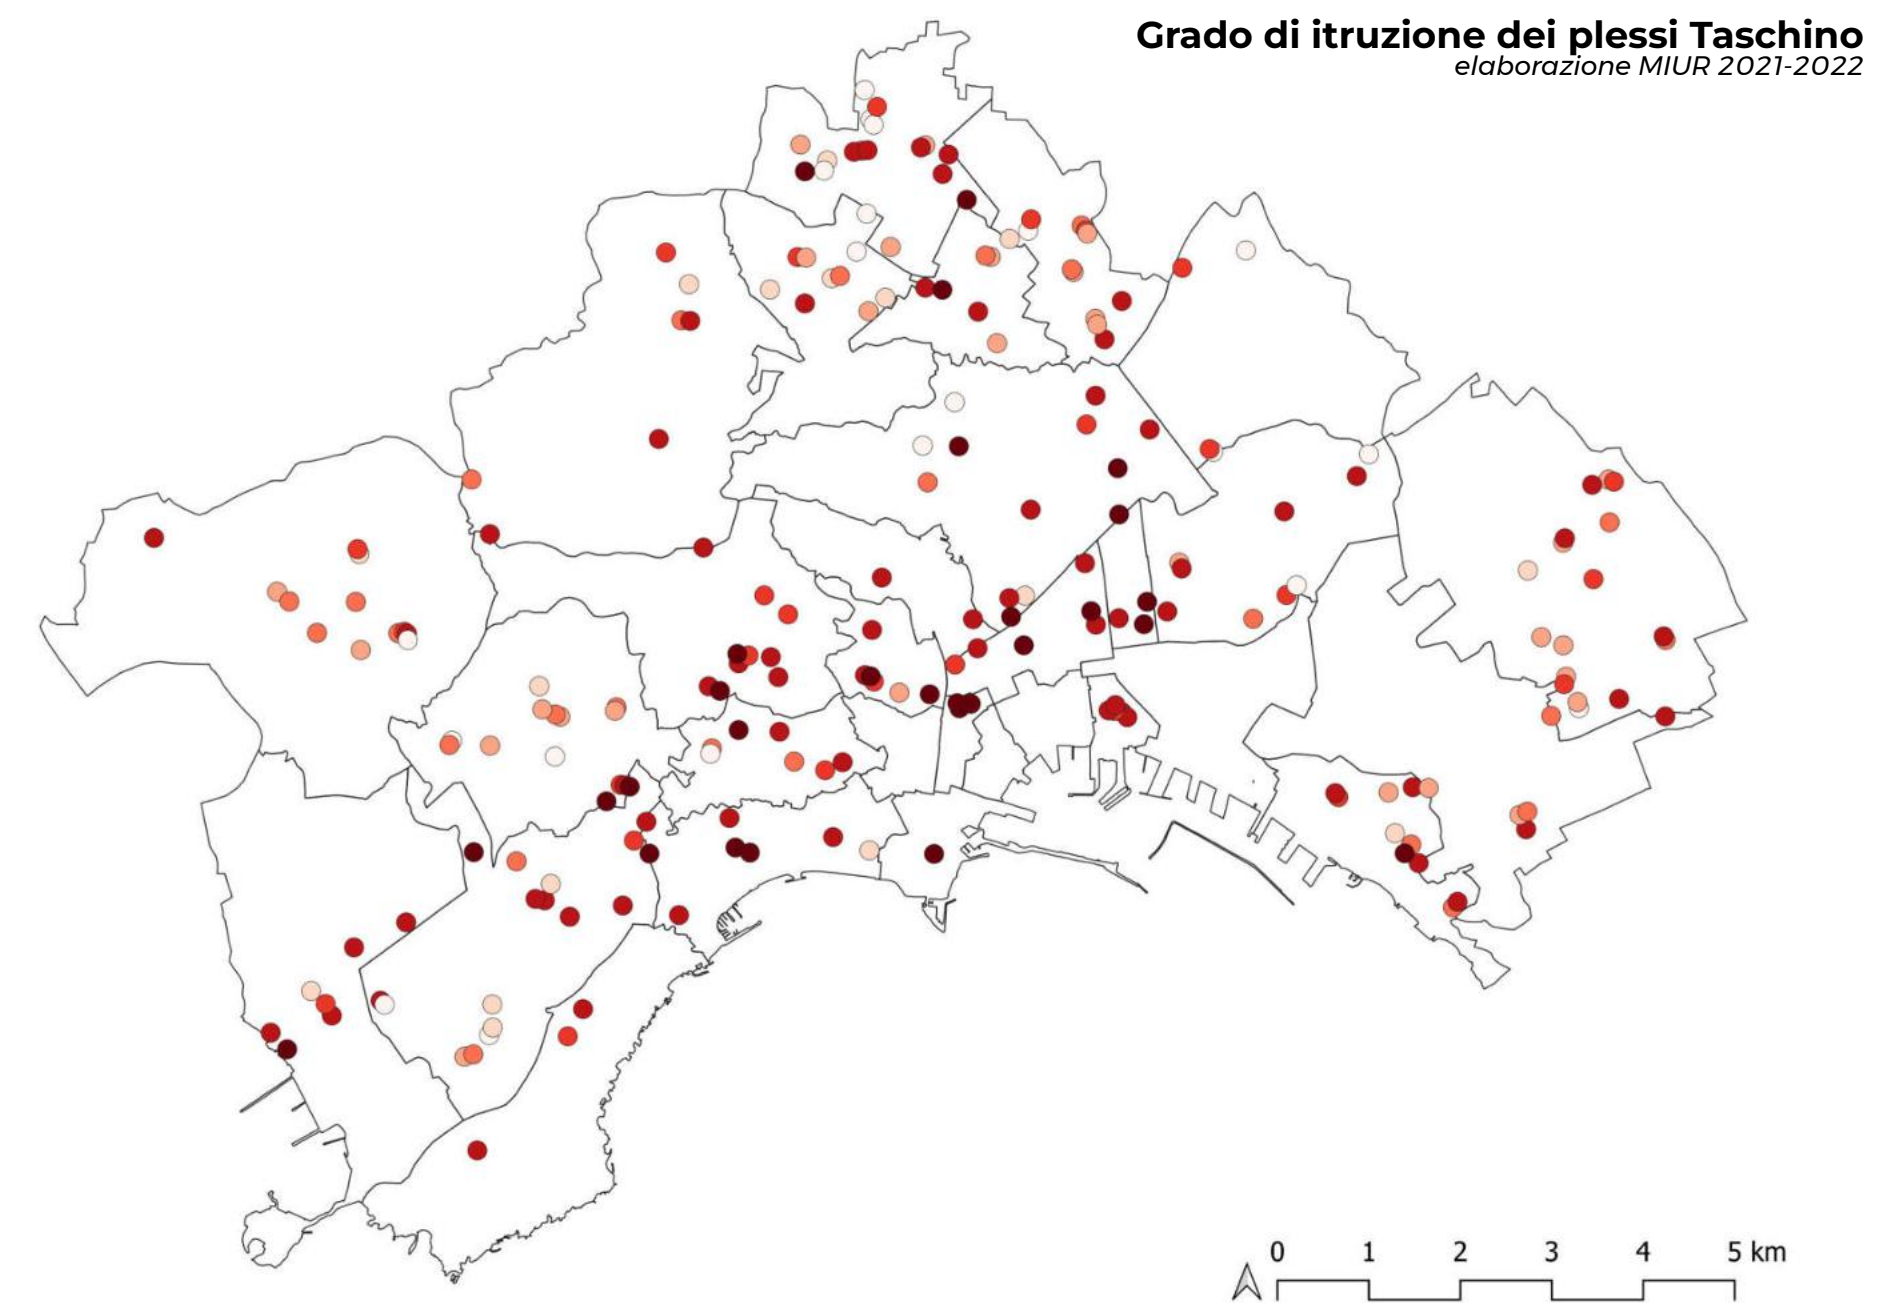 Grado di itruzione dei plessi Taschino
elaborazione MIUR 2021-2022
0 1 2 3 4 5 km